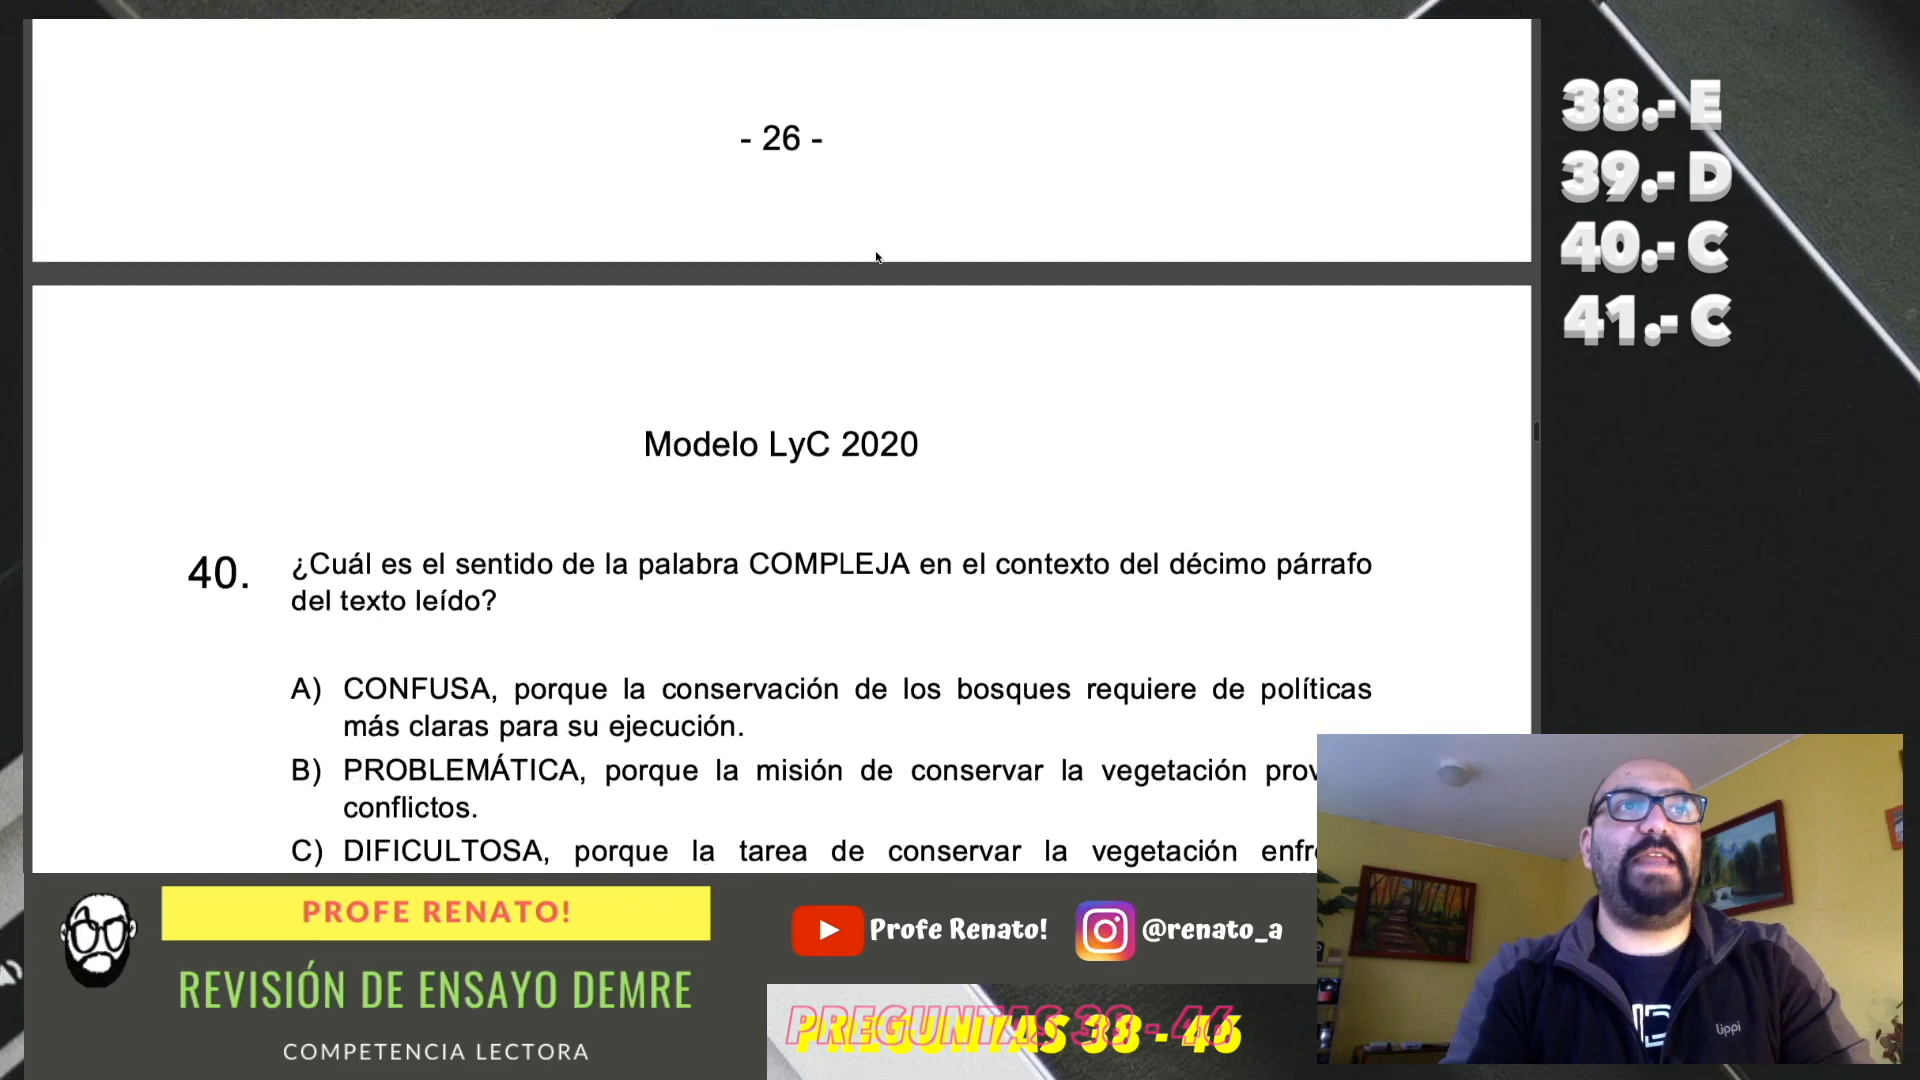 - 26 -
Modelo LyC 2020
40. ¿Cuál es el sentido de la palabra COMPLEJA en el contexto del décimo párrafo
del texto leído?
A) CONFUSA, porque la conservación de los bosques requiere de políticas
más claras para su ejecución.
B) PROBLEMÁTICA, porque la misión de conservar la vegetación
conflictos.
C) DIFICULTOSA, porque la tarea de conservar la vegetación
38.- E
39.- D
40.- C
41.- C
PROFE RENATO!
REVISIÓN DE ENSAYO DEMRE
COMPETENCIA LECTORA
Profe Renato!
@renato_a
PREGUNTAS 38 - 46
lippi